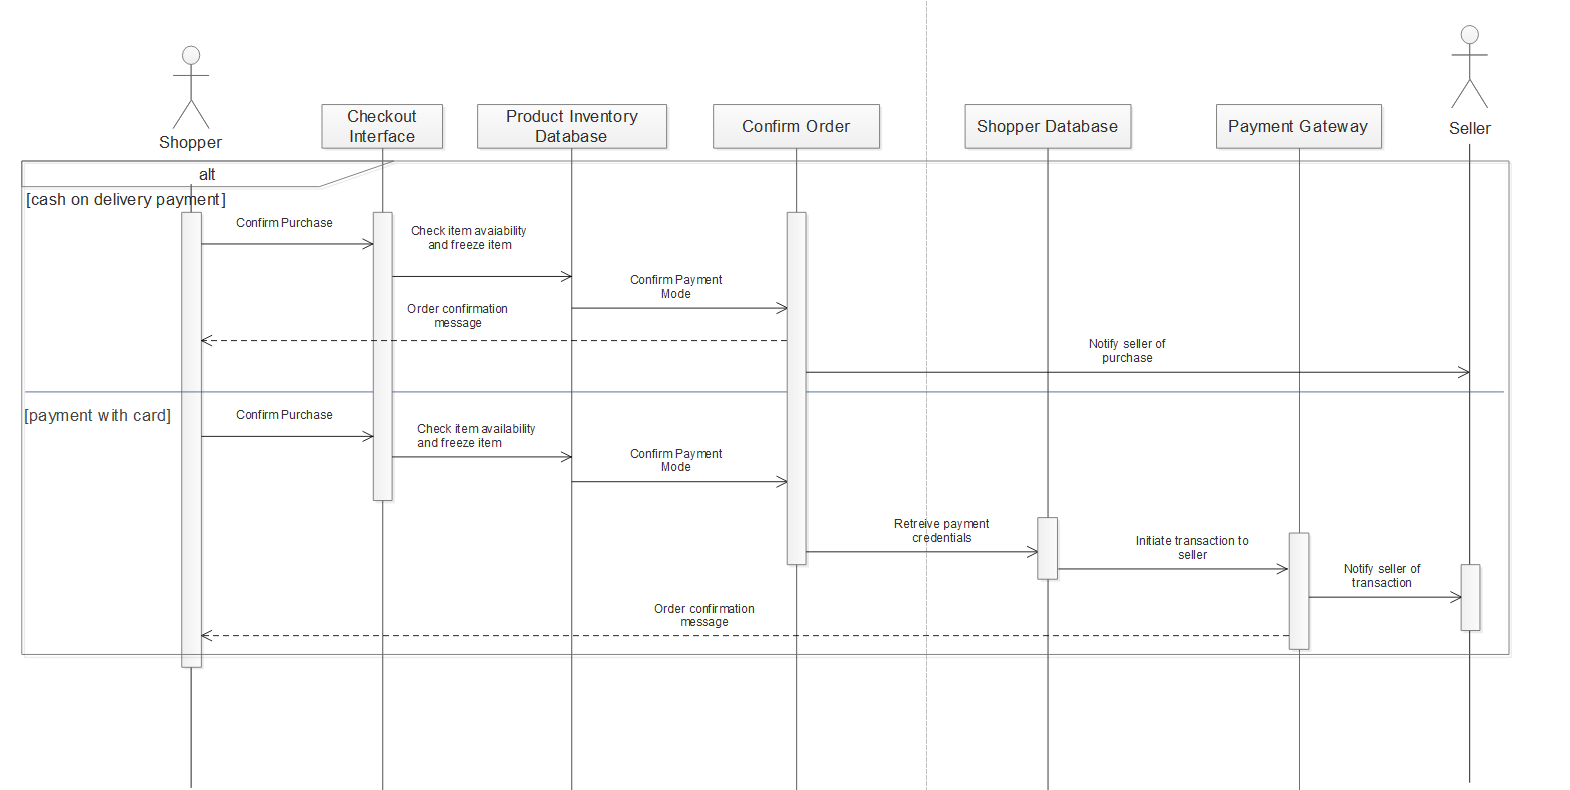 Shopper
Checkout
Interface
Product Inventory
Database
Confirm Order
Shopper Database
Payment Gateway
Seller
alt
[cash on delivery payment]
Confirm Purchase
Check item avaiability
and freeze item
Confirm Payment
Mode
Order confirmation
message
Notify seller of
purchase
[payment with card]
Confirm Purchase
Check item availability
and freeze item
Confirm Payment
Mode
Retreive payment
credentials
Initiate transaction to
seller
Notify seller of
transaction
Order confirmation
message